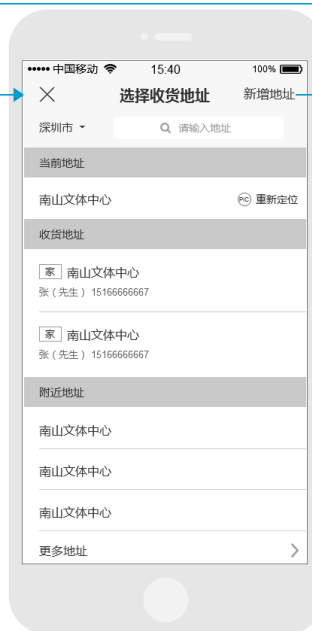 中国移动 15:40 100%
选择收货地址 新增地址
深圳市 请输入地址
当前地址
南山文体中心 PIC 重新定位
收货地址
家 南山文体中心
张（先生）15166666667
家 南山文体中心
张（先生）15166666667
附近地址
南山文体中心
南山文体中心
南山文体中心
更多地址